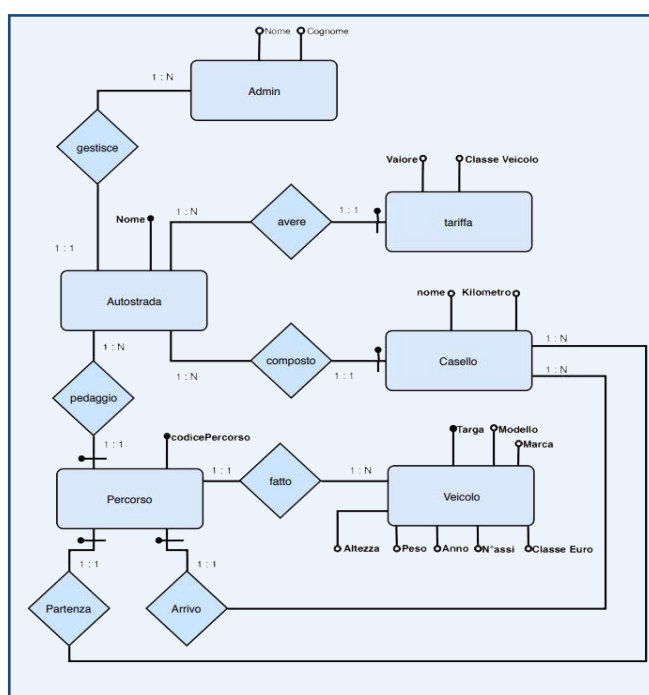 Nome Cognome
1 : N
Admin
gestisce
Valore Classe Veicolo
Nome
1 : N
avere
1 : 1
tariffa
1 : 1
Autostrada
nome Kilometro
1 : N
1 : N
composto
1 : 1
Casello
1 : N
1 : N
pedaggio
1 : 1
codicePercorso
Targa
Modello
Marca
1 : 1
fatto
1 : N
Percorso
Veicolo
Altezza
Peso
Anno
N°assi
Classe Euro
1 : 1
1 : 1
Partenza
Arrivo